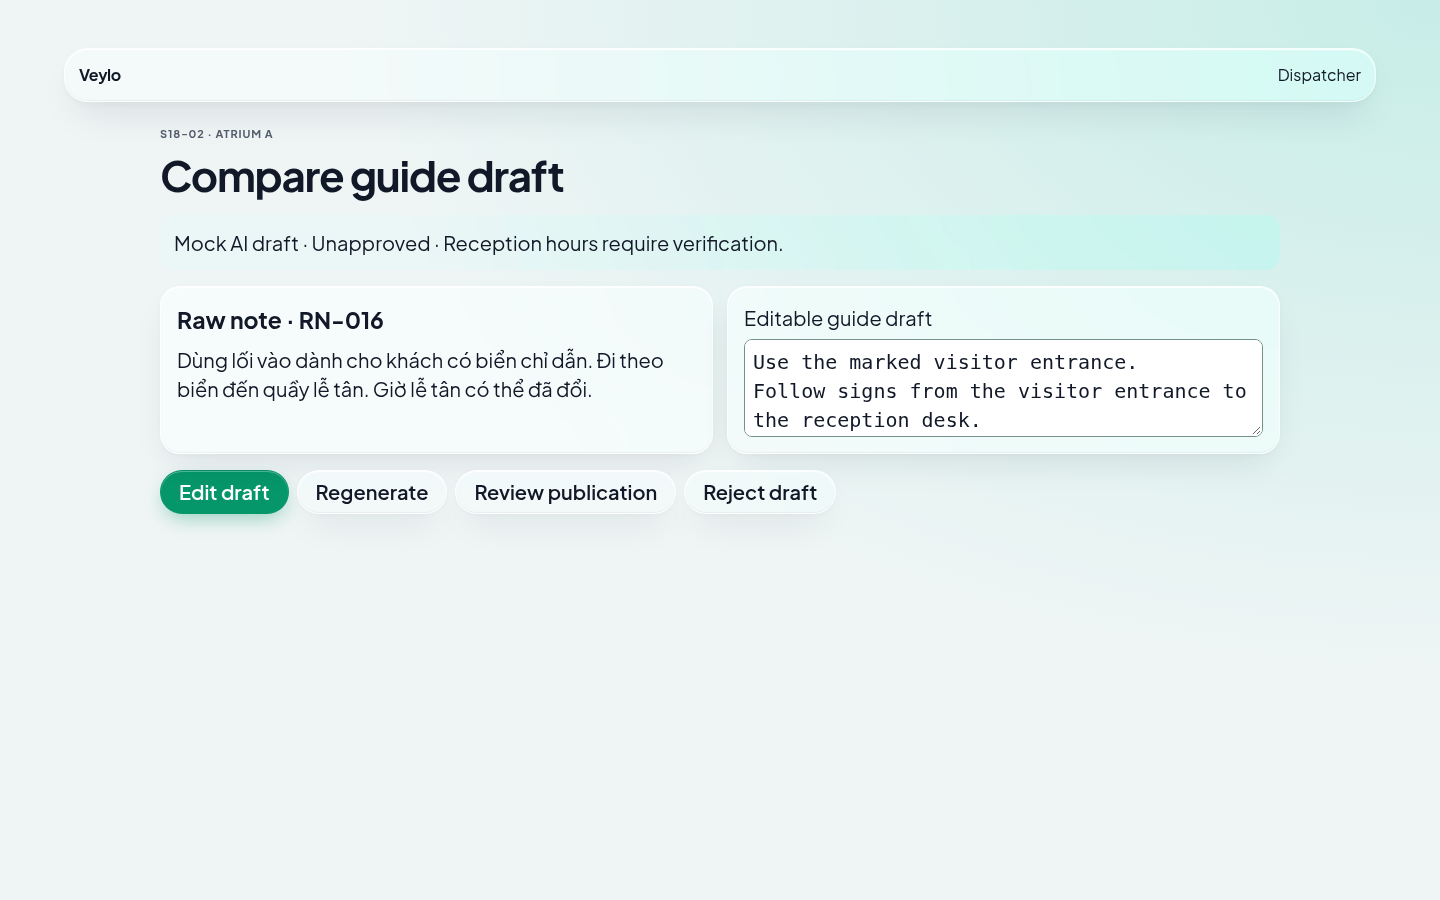 Veylo
Dispatcher
S18-02 · ATRIUM A
Compare guide draft
Mock AI draft · Unapproved · Reception hours require verification.
Raw note · RN-016
Dùng lối vào dành cho khách có biển chỉ dẫn. Đi theo
biển đến quầy lễ tân. Giờ lễ tân có thể đã đổi.
Editable guide draft
Use the marked visitor entrance.
Follow signs from the visitor entrance to
the reception desk.
Edit draft
Regenerate
Review publication
Reject draft